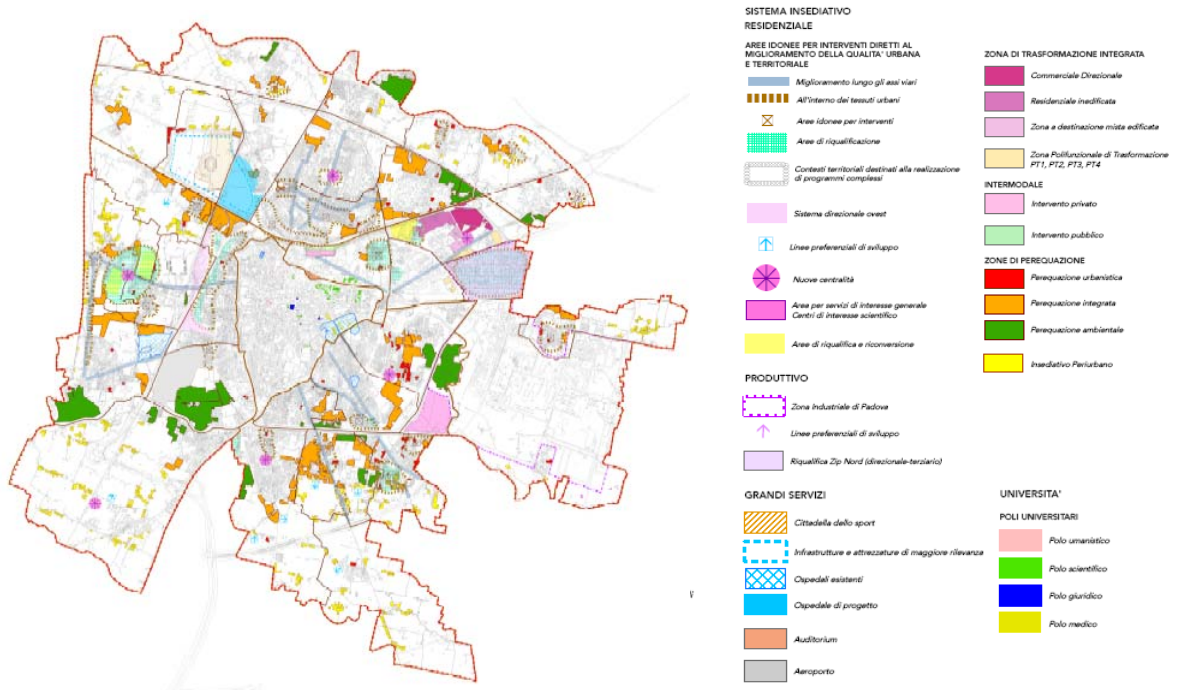 SISTEMA INSEDIATIVO
RESIDENZIALE
AREE IDONEE PER INTERVENTI DIRETTI AL
MIGLIORAMENTO DELLA QUALITA' URBANA
E TERRITORIALE
Miglioramento lungo gli assi viari
All'interno dei tessuti urbani
Aree idonee per interventi
Aree di riqualificazione
Contesti territoriali destinati alla realizzazione
di programmi complessi
Sistema direzionale ovest
Linee preferenziali di sviluppo
Nuove centralità
Area per servizi di interesse generale
Centri di interesse scientifico
Aree di riqualifica e riconversione
PRODUTTIVO
Zona Industriale di Padova
Linee preferenziali di sviluppo
Riqualifica Zip Nord (direzionale-terziario)
GRANDI SERVIZI
Cittadella dello sport
Infrastrutture e attrezzature di maggiore rilevanza
Ospedali esistenti
Ospedale di progetto
Auditorium
Aeroporto
ZONA DI TRASFORMAZIONE INTEGRATA
Commerciale Direzionale
Residenziale inedificata
Zona a destinazione mista edificata
Zona Polifunzionale di Trasformazione
PT1, PT2, PT3, PT4
INTERMODALE
Intervento privato
Intervento pubblico
ZONE DI PEREQUAZIONE
Perequazione urbanistica
Perequazione integrata
Perequazione ambientale
Insediativo Periurbano
UNIVERSITA'
POLI UNIVERSITARI
Polo umanistico
Polo scientifico
Polo giuridico
Polo medico